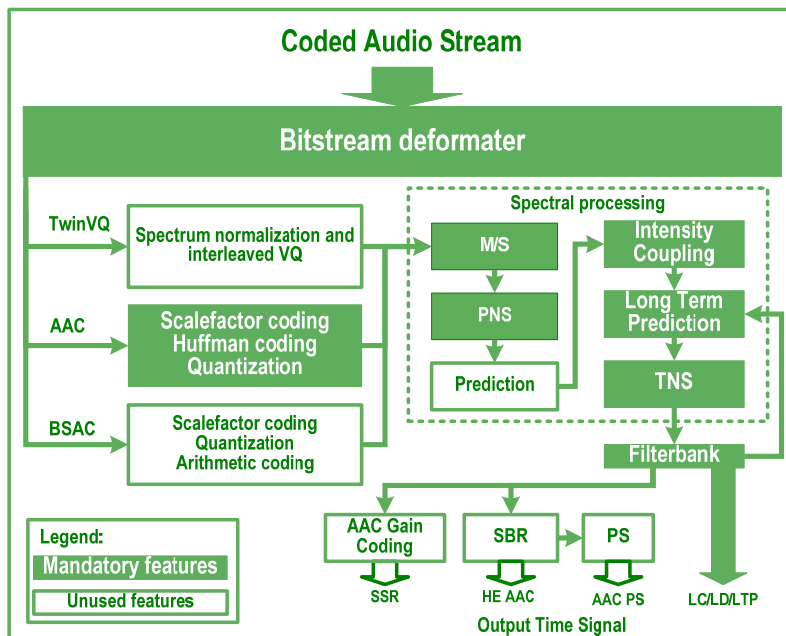 Coded Audio Stream
Bitstream deformater
TwinVQ
Spectrum normalization and
interleaved VQ
AAC
Scalefactor coding
Huffman coding
Quantization
BSAC
Scalefactor coding
Quantization
Arithmetic coding
Spectral processing
M/S
PNS
Prediction
Intensity
Coupling
Long Term
Prediction
TNS
Filterbank
AAC Gain
Coding
SBR
PS
SSR
HE AAC
AAC PS
LC/LD/LTP
Output Time Signal
Legend:
Mandatory features
Unused features